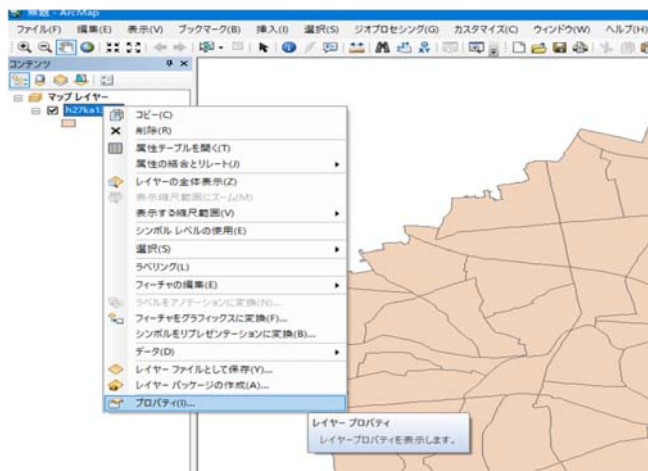 無題 - ArcMap
ファイル(F) 編集(E) 表示(V) ブックマーク(B) 挿入(I) 選択(S) ジオプロセシング(G) カスタマイズ(C) ウィンドウ(W) ヘルプ(H)
コンテンツ
マップ レイヤー
h27ka1
コピー(C)
削除(R)
属性テーブルを開く(T)
属性の結合とリレート(J)
レイヤーの全体表示(Z)
表示縮尺範囲にズーム(M)
表示する縮尺範囲(V)
シンボル レベルの使用(E)
選択(S)
ラベリング(L)
フィーチャの編集(E)
ラベルをアノテーションに変換(N)...
フィーチャをグラフィックスに変換(F)...
シンボルをリプレゼンテーションに変換(B)...
データ(D)
レイヤー ファイルとして保存(Y)...
レイヤー パッケージの作成(A)...
プロパティ(I)...
レイヤー プロパティ
レイヤープロパティを表示します。